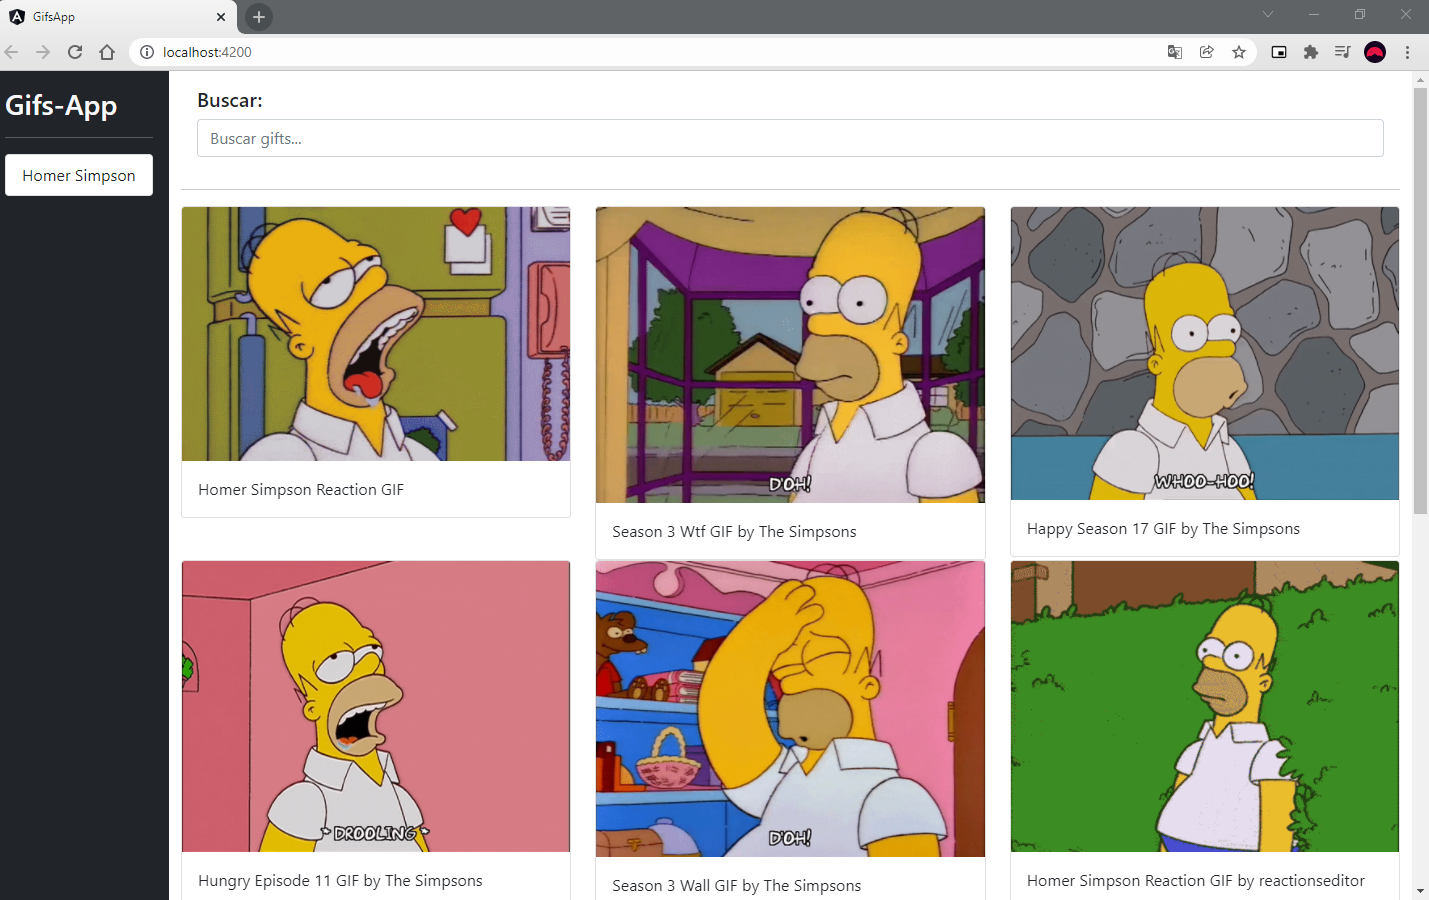 GifsApp
localhost:4200
Gifs-App
Homer Simpson
Buscar:
Buscar gifts...
D'OH!
WHOO-HOO!
Homer Simpson Reaction GIF
Season 3 Wtf GIF by The Simpsons
Happy Season 17 GIF by The Simpsons
* DROOLING *
D'OH!
Hungry Episode 11 GIF by The Simpsons
Season 3 Wall GIF by The Simpsons
Homer Simpson Reaction GIF by reactionseditor